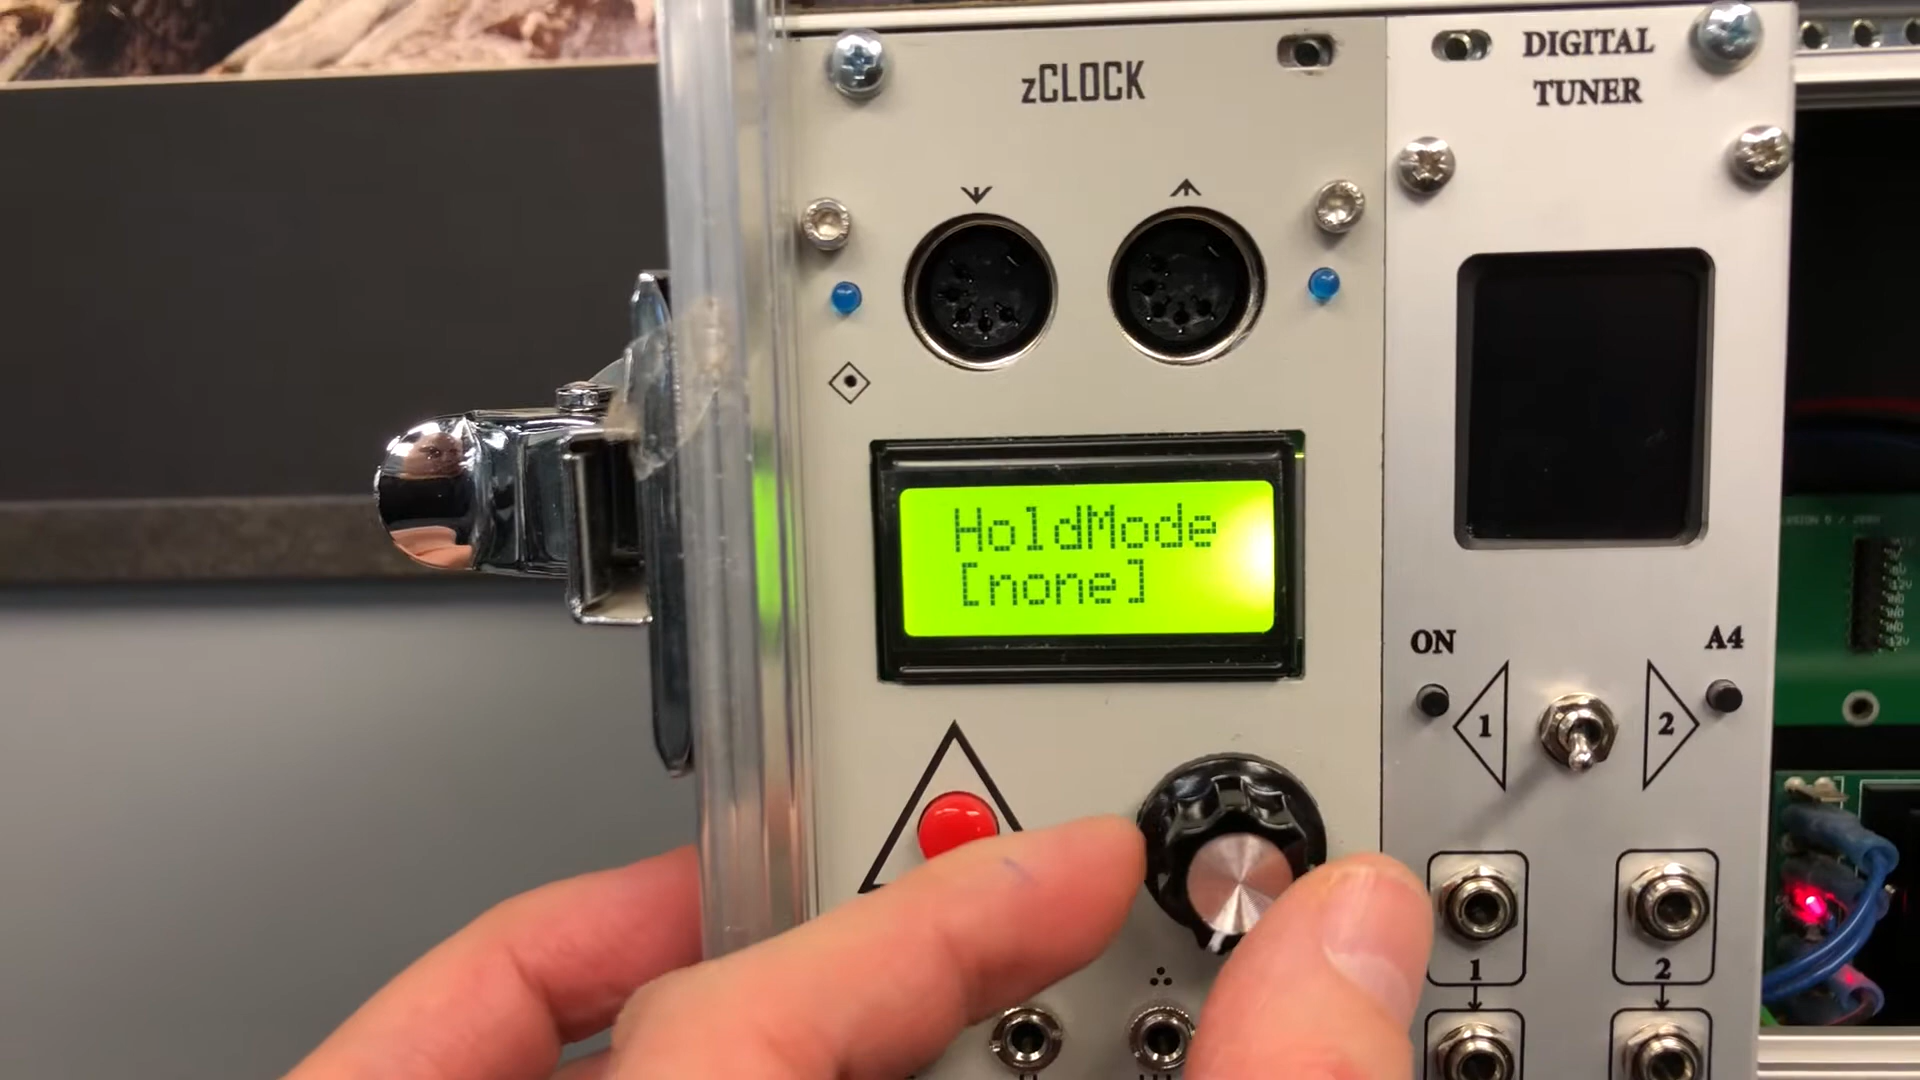 zCLOCK
DIGITAL
TUNER
HoldMode
[none]
ON
A4
1
2
1
2